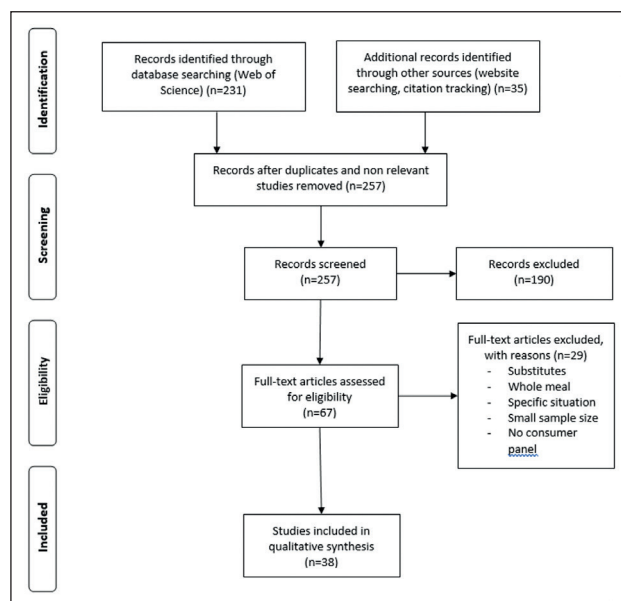 Identification
Records identified through
database searching (Web of
Science) (n=231)
Additional records identified
through other sources (website
searching, citation tracking) (n=35)
Records after duplicates and non relevant
studies removed (n=257)
Screening
Records screened
(n=257)
Records excluded
(n=190)
Eligibility
Full-text articles assessed
for eligibility
(n=67)
Full-text articles excluded,
with reasons (n=29)
- Substitutes
- Whole meal
- Specific situation
- Small sample size
- No consumer
panel
Included
Studies included in
qualitative synthesis
(n=38)